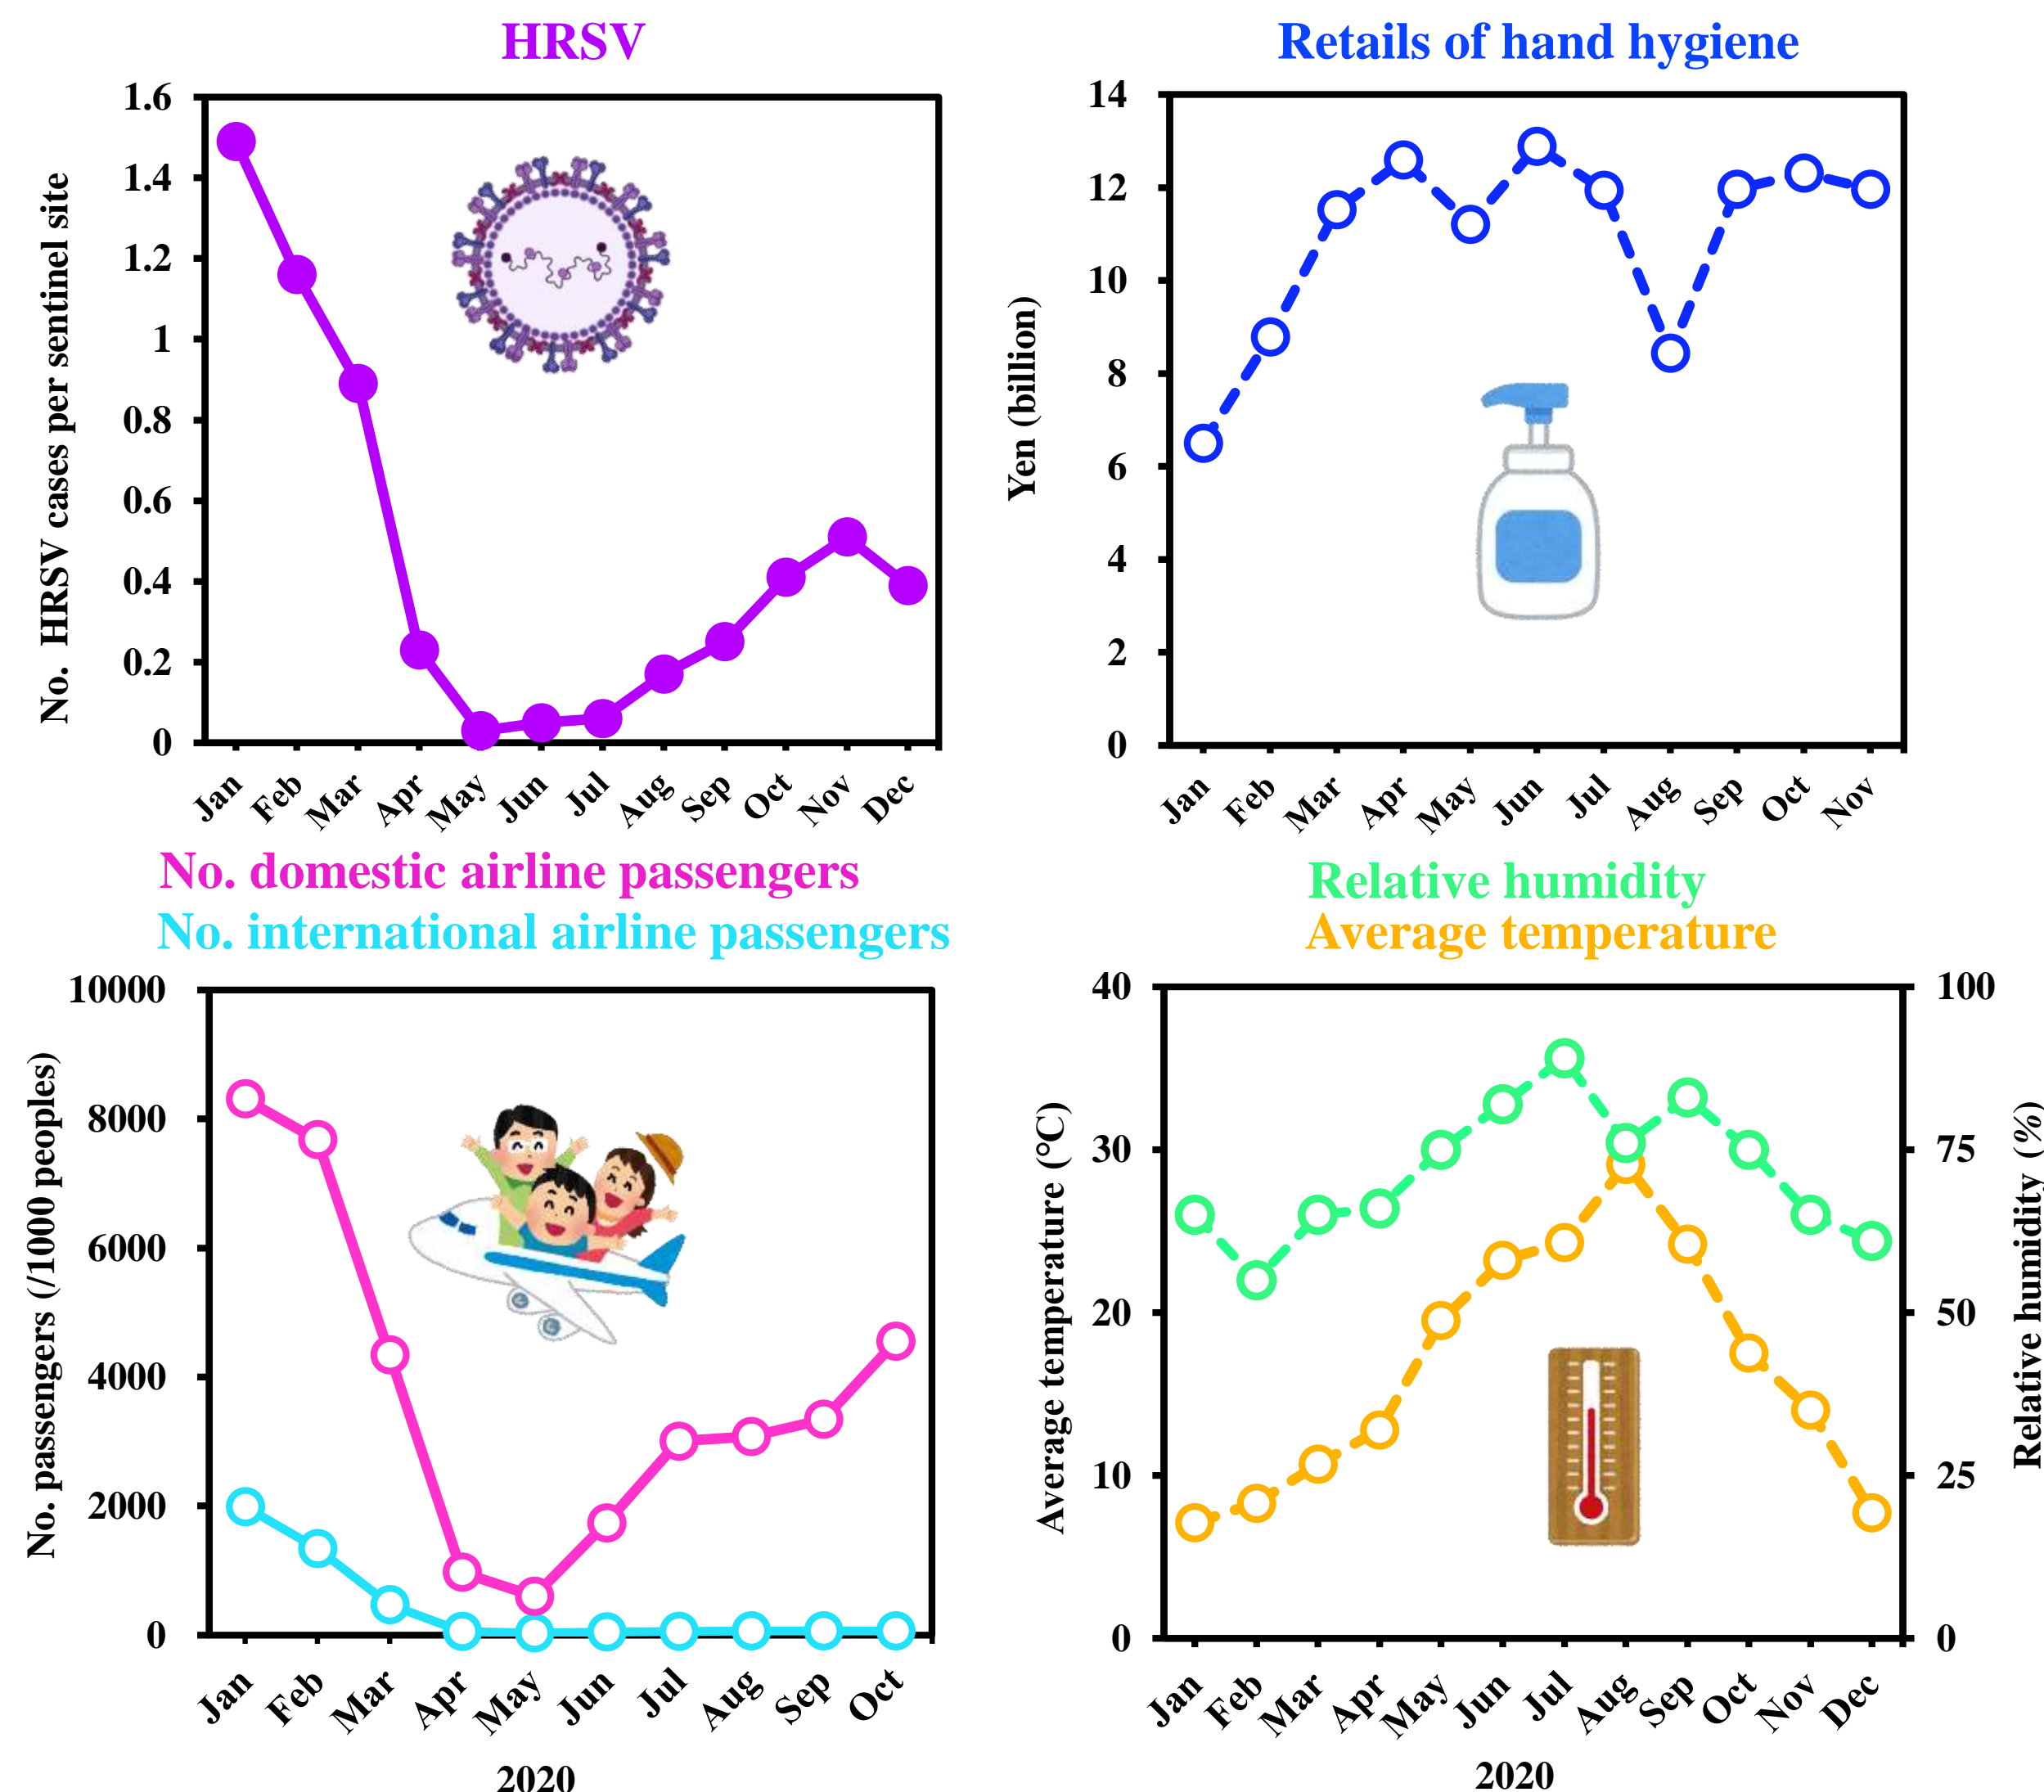 HRSV
No. HRSV cases per sentinel site
1.6
1.4
1.2
1
0.8
0.6
0.4
0.2
0
Jan Feb Mar Apr May Jun Jul Aug Sep Oct Nov Dec
Retails of hand hygiene
Yen (billion)
14
12
10
8
6
4
2
0
Jan Feb Mar Apr May Jun Jul Aug Sep Oct Nov
No. domestic airline passengers
No. international airline passengers
No. passengers (/1000 peoples)
10000
8000
6000
4000
2000
0
Jan Feb Mar Apr May Jun Jul Aug Sep Oct
2020
Relative humidity
Average temperature
Average temperature (°C)
40
30
20
10
0
100
75
50
25
0
Relative humidity (%)
Jan Feb Mar Apr May Jun Jul Aug Sep Oct Nov Dec
2020